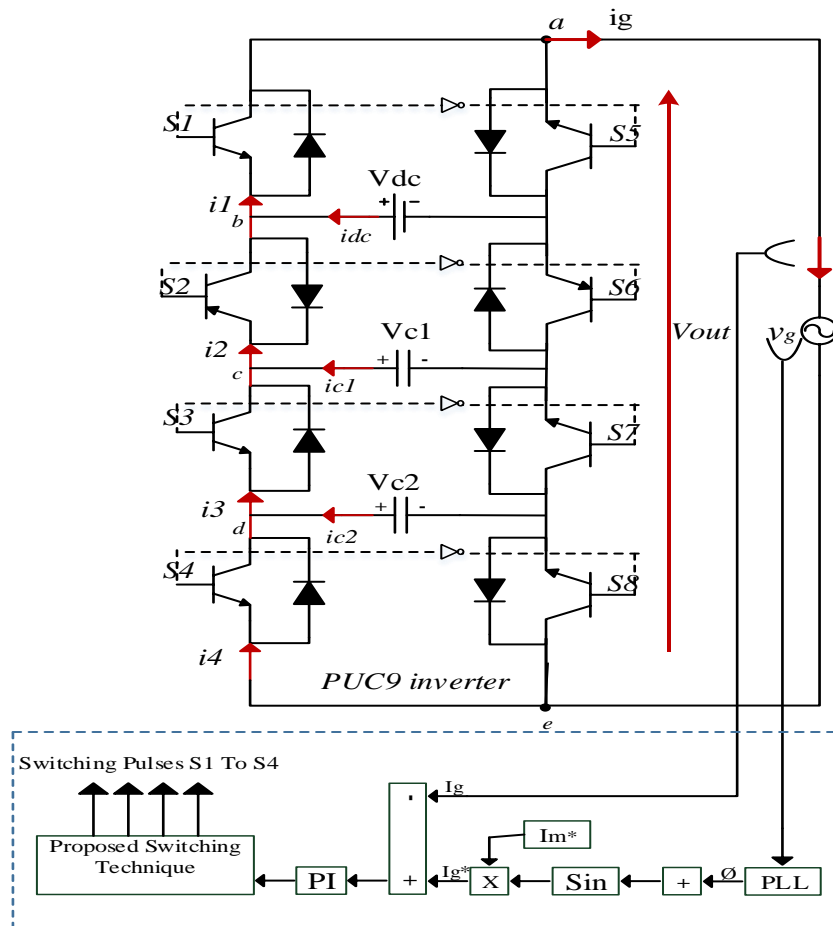 a
ig
S1
S5
Vdc
+
-
i1
b
idc
S2
S6
Vout
vg
Vc1
+
-
i2
c
ic1
S3
S7
Vc2
+
-
i3
d
ic2
S4
S8
i4
PUC9 inverter
e
Switching Pulses S1 To S4
-
Ig
Proposed Switching
Technique
Im*
PI
+
Ig*
X
Sin
+
Ø
PLL